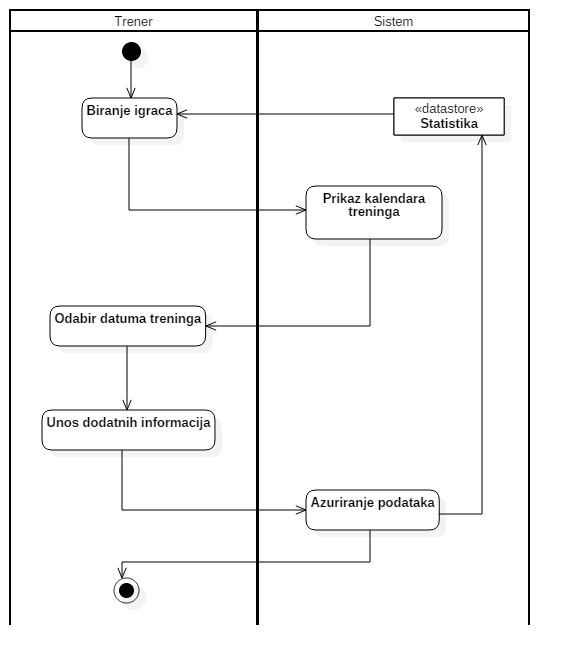 Trener
Sistem
Biranje igraca
«datastore»
Statistika
Prikaz kalendara
treninga
Odabir datuma treninga
Unos dodatnih informacija
Azuriranje podataka